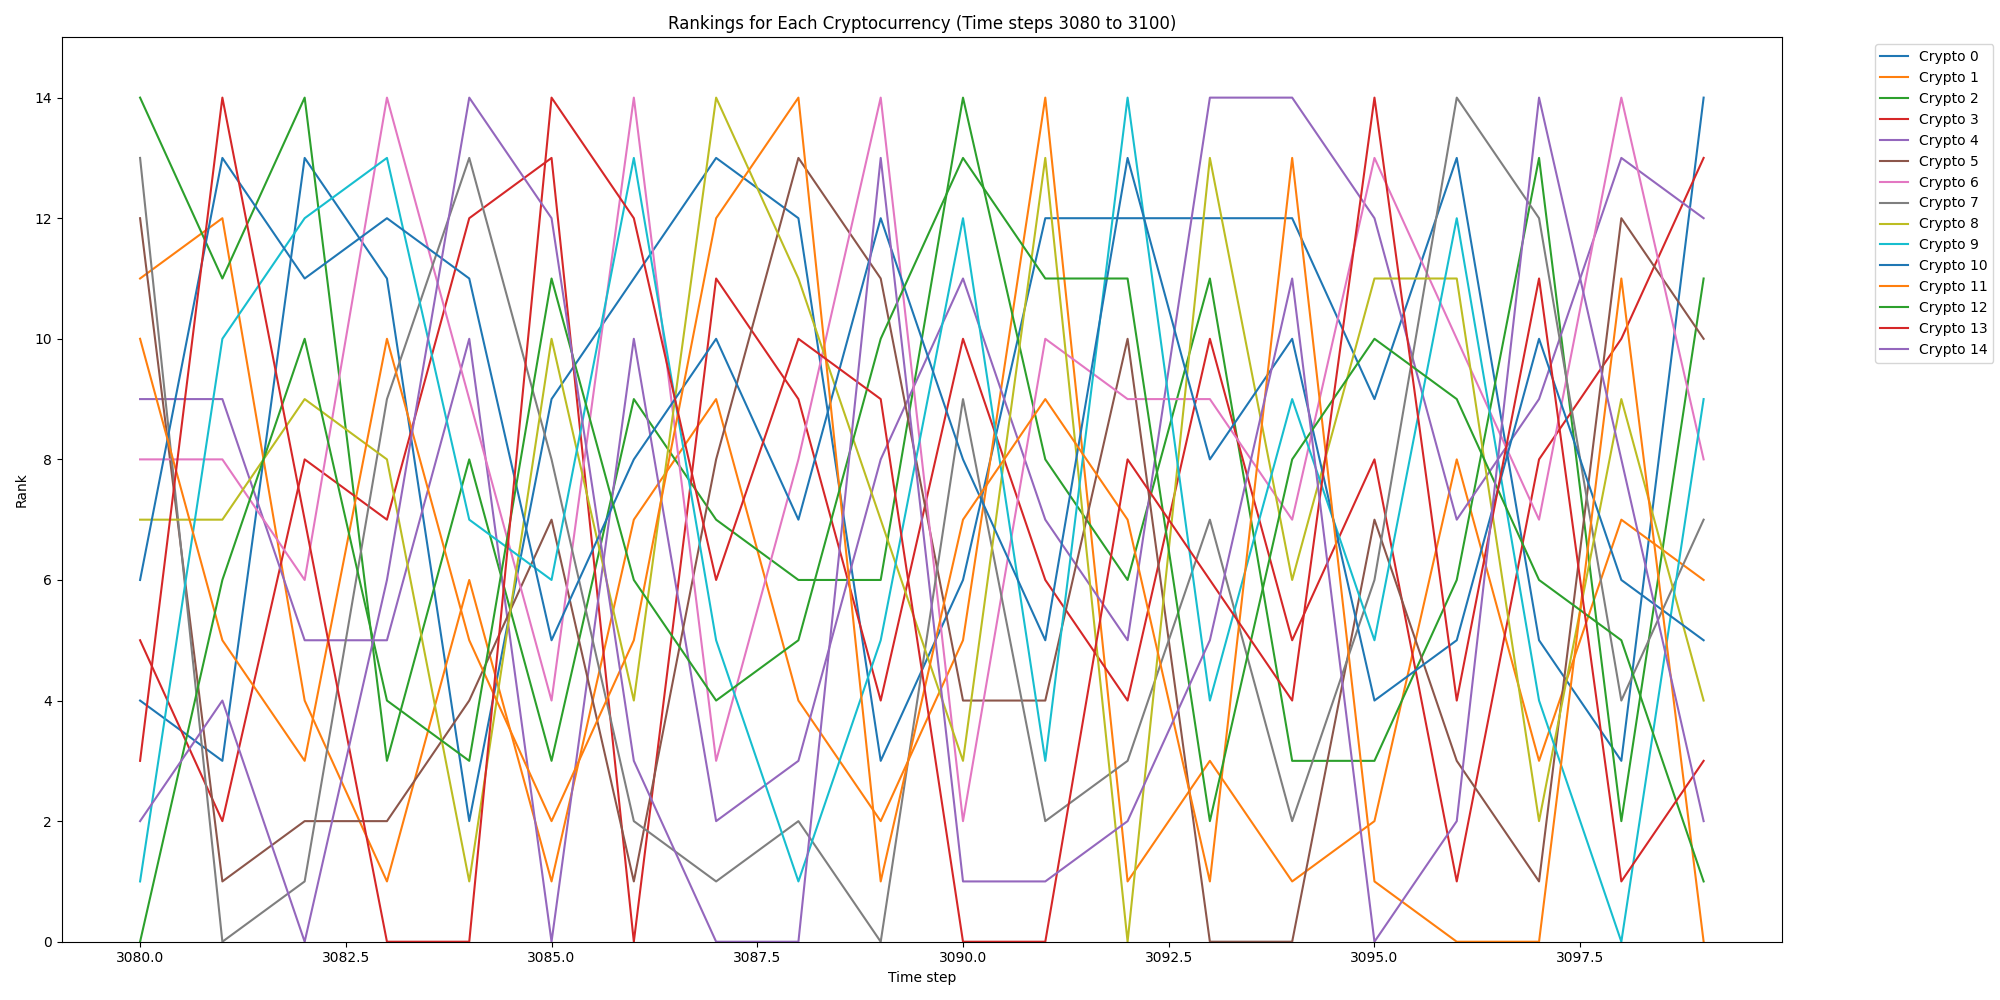 Rankings for Each Cryptocurrency (Time steps 3080 to 3100)
Rank
14
12
10
8
6
4
2
0
3080.0
3082.5
3085.0
3087.5
3090.0
3092.5
3095.0
3097.5
Time step
Crypto 0
Crypto 1
Crypto 2
Crypto 3
Crypto 4
Crypto 5
Crypto 6
Crypto 7
Crypto 8
Crypto 9
Crypto 10
Crypto 11
Crypto 12
Crypto 13
Crypto 14